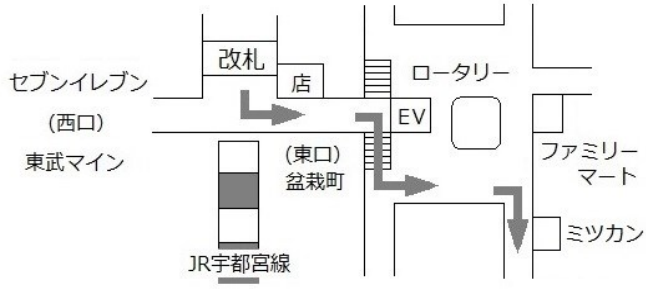 改札
店
ロータリー
セブンイレブン
(西口)
東武マイン
EV
(東口)
盆栽町
ファミリー
マート
ミツカン
JR宇都宮線